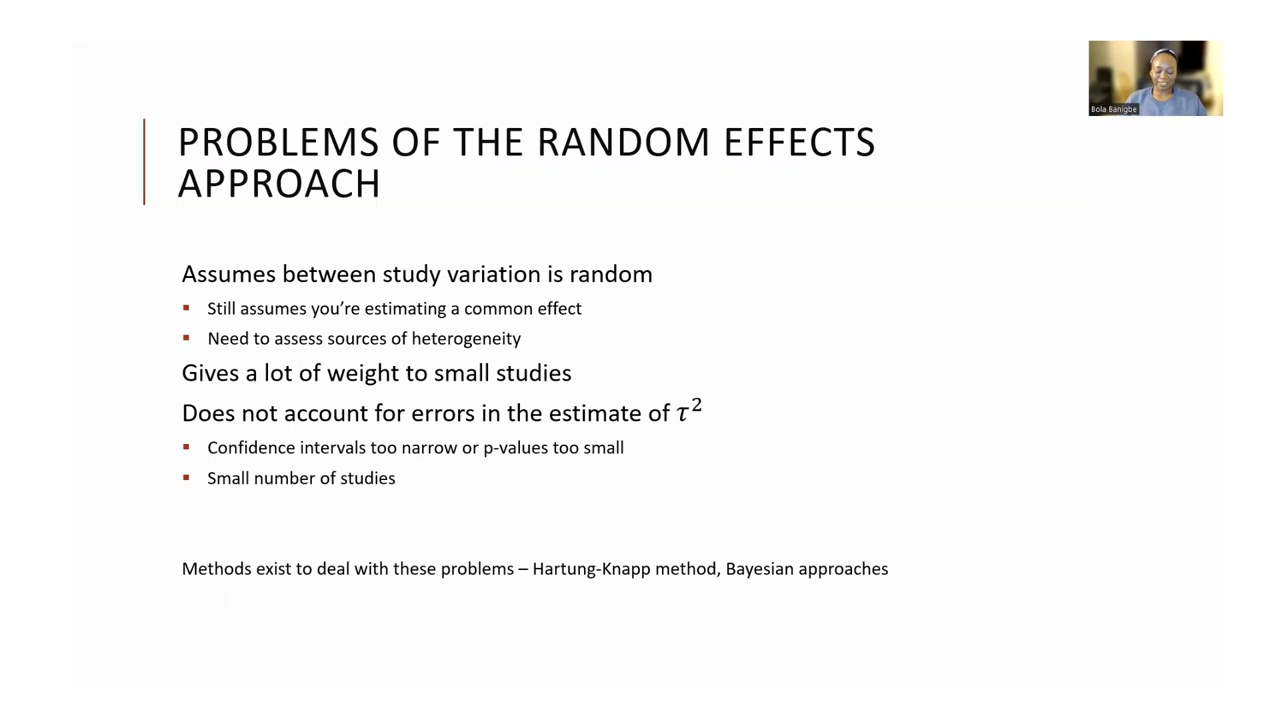 Bola Banigbe
PROBLEMS OF THE RANDOM EFFECTS
APPROACH
Assumes between study variation is random
▪ Still assumes you’re estimating a common effect
▪ Need to assess sources of heterogeneity
Gives a lot of weight to small studies
Does not account for errors in the estimate of τ²
▪ Confidence intervals too narrow or p-values too small
▪ Small number of studies
Methods exist to deal with these problems – Hartung-Knapp method, Bayesian approaches